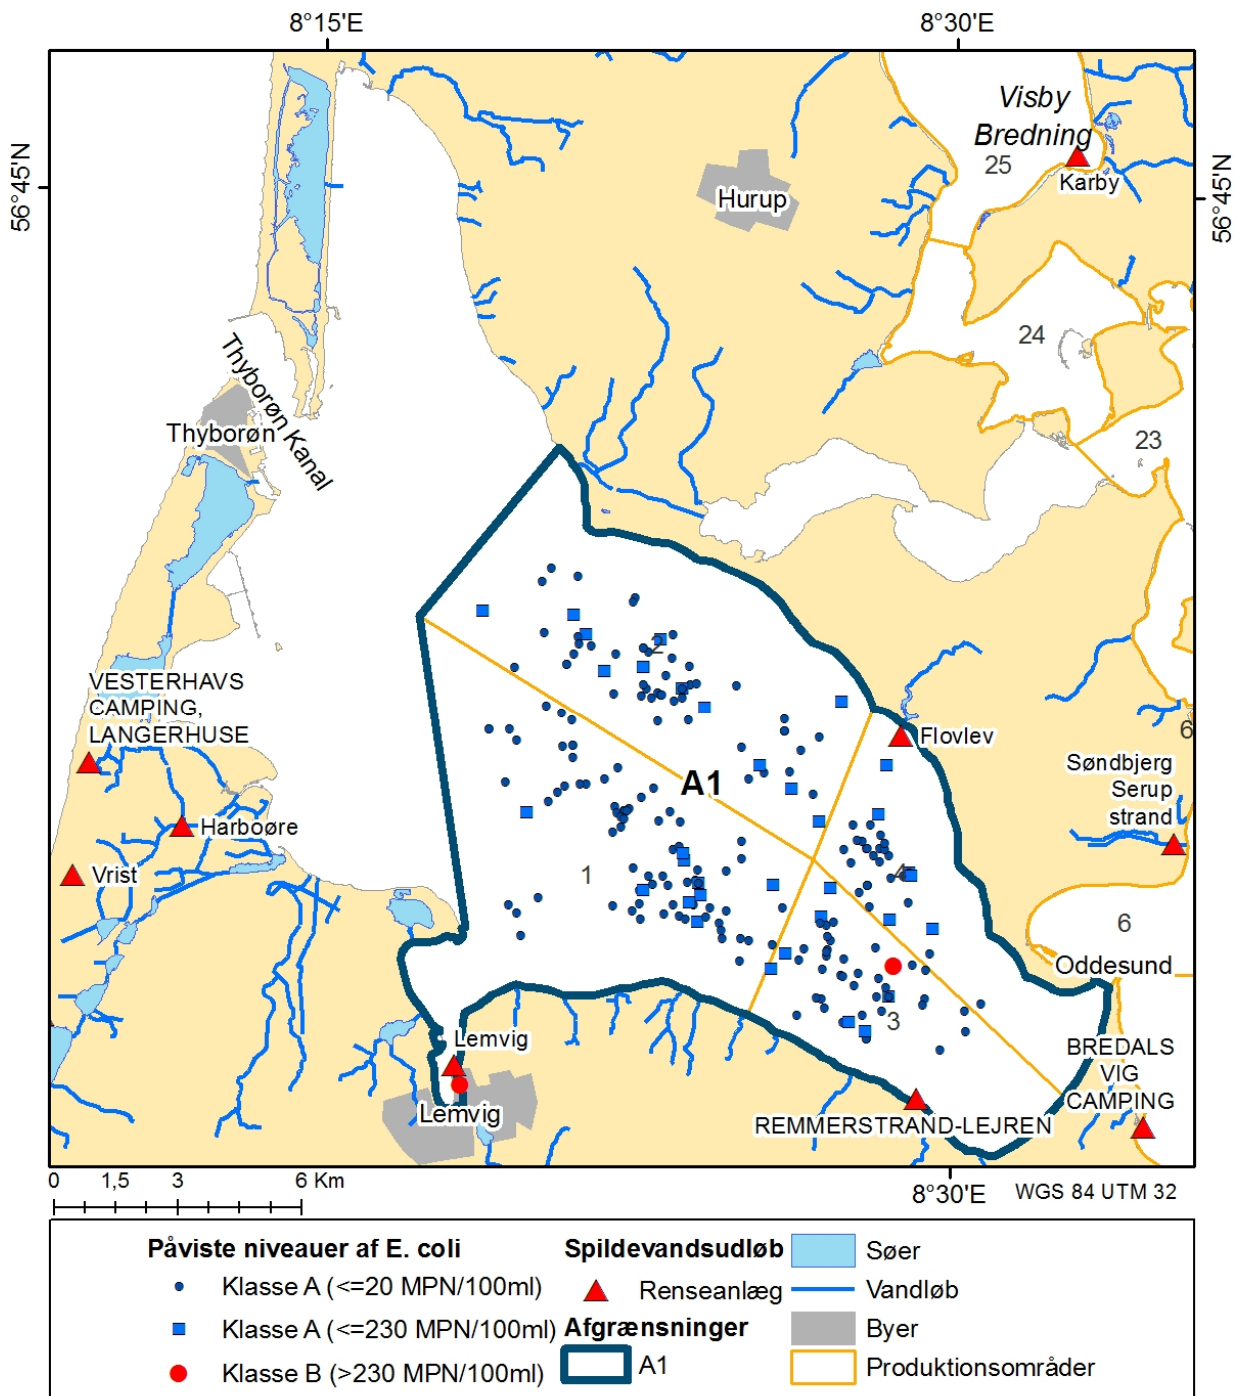 8°15'E
8°30'E
56°45'N
56°45'N
Visby
Bredning
25
Karby
Hurup
24
Thyborøn Kanal
Thyborøn
23
2
VESTERHAVS
CAMPING,
LANGERHUSE
Flovlev
6
Søndbjerg
Serup
strand
A1
Harboøre
Vrist
1
4
6
Oddesund
3
Lemvig
BREDALS
VIG
CAMPING
Lemvig
REMMERSTRAND-LEJREN
0 1,5 3 6 Km
8°30'E
WGS 84 UTM 32
Påviste niveauer af E. coli
Klasse A (<=20 MPN/100ml)
Klasse A (<=230 MPN/100ml)
Klasse B (>230 MPN/100ml)
Spildevandsudløb
Renseanlæg
Afgrænsninger
A1
Søer
Vandløb
Byer
Produktionsområder